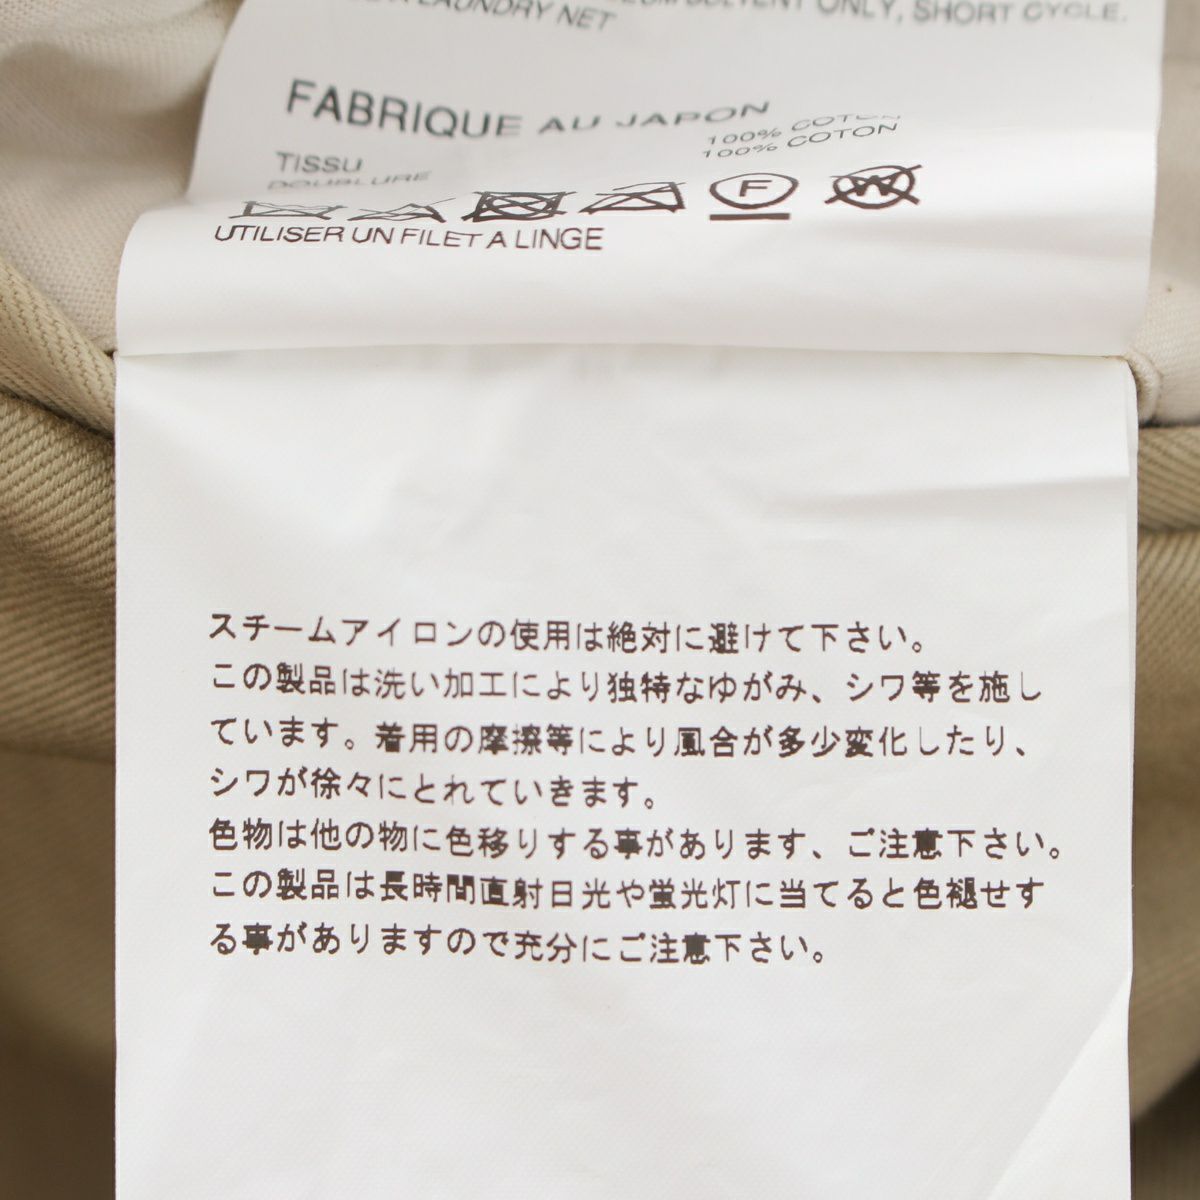 SOLVENT ONLY, SHORT CYCLE.
LAUNDRY NET
FABRIQUE AU JAPON
100% COTON
TISSU
100% COTON
DOUBLURE
F
W
UTILISER UN FILET A LINGE
スチームアイロンの使用は絶対に避けて下さい。
この製品は洗い加工により独特なゆがみ、シワ等を施し
ています。着用の摩擦等により風合が多少変化したり、
シワが徐々にとれていきます。
色物は他の物に色移りする事があります、ご注意下さい。
この製品は長時間直射日光や蛍光灯に当てると色褪せす
る事がありますので充分にご注意下さい。